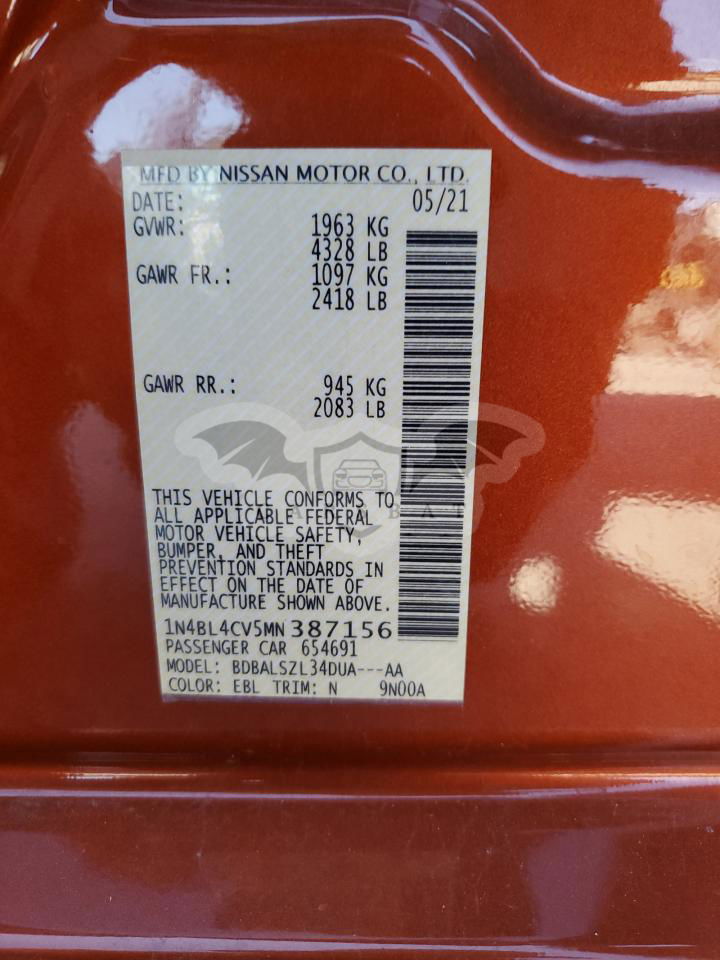 MFD BY NISSAN MOTOR CO., LTD.
DATE: 05/21
GVWR: 1963 KG
4328 LB
GAWR FR.: 1097 KG
2418 LB
GAWR RR.: 945 KG
2083 LB
THIS VEHICLE CONFORMS TO
ALL APPLICABLE FEDERAL
MOTOR VEHICLE SAFETY,
BUMPER, AND THEFT
PREVENTION STANDARDS IN
EFFECT ON THE DATE OF
MANUFACTURE SHOWN ABOVE.
1N4BL4CV5MN387156
PASSENGER CAR 654691
MODEL: BDBALSZL34DUA---AA
COLOR: EBL TRIM: N 9N00A